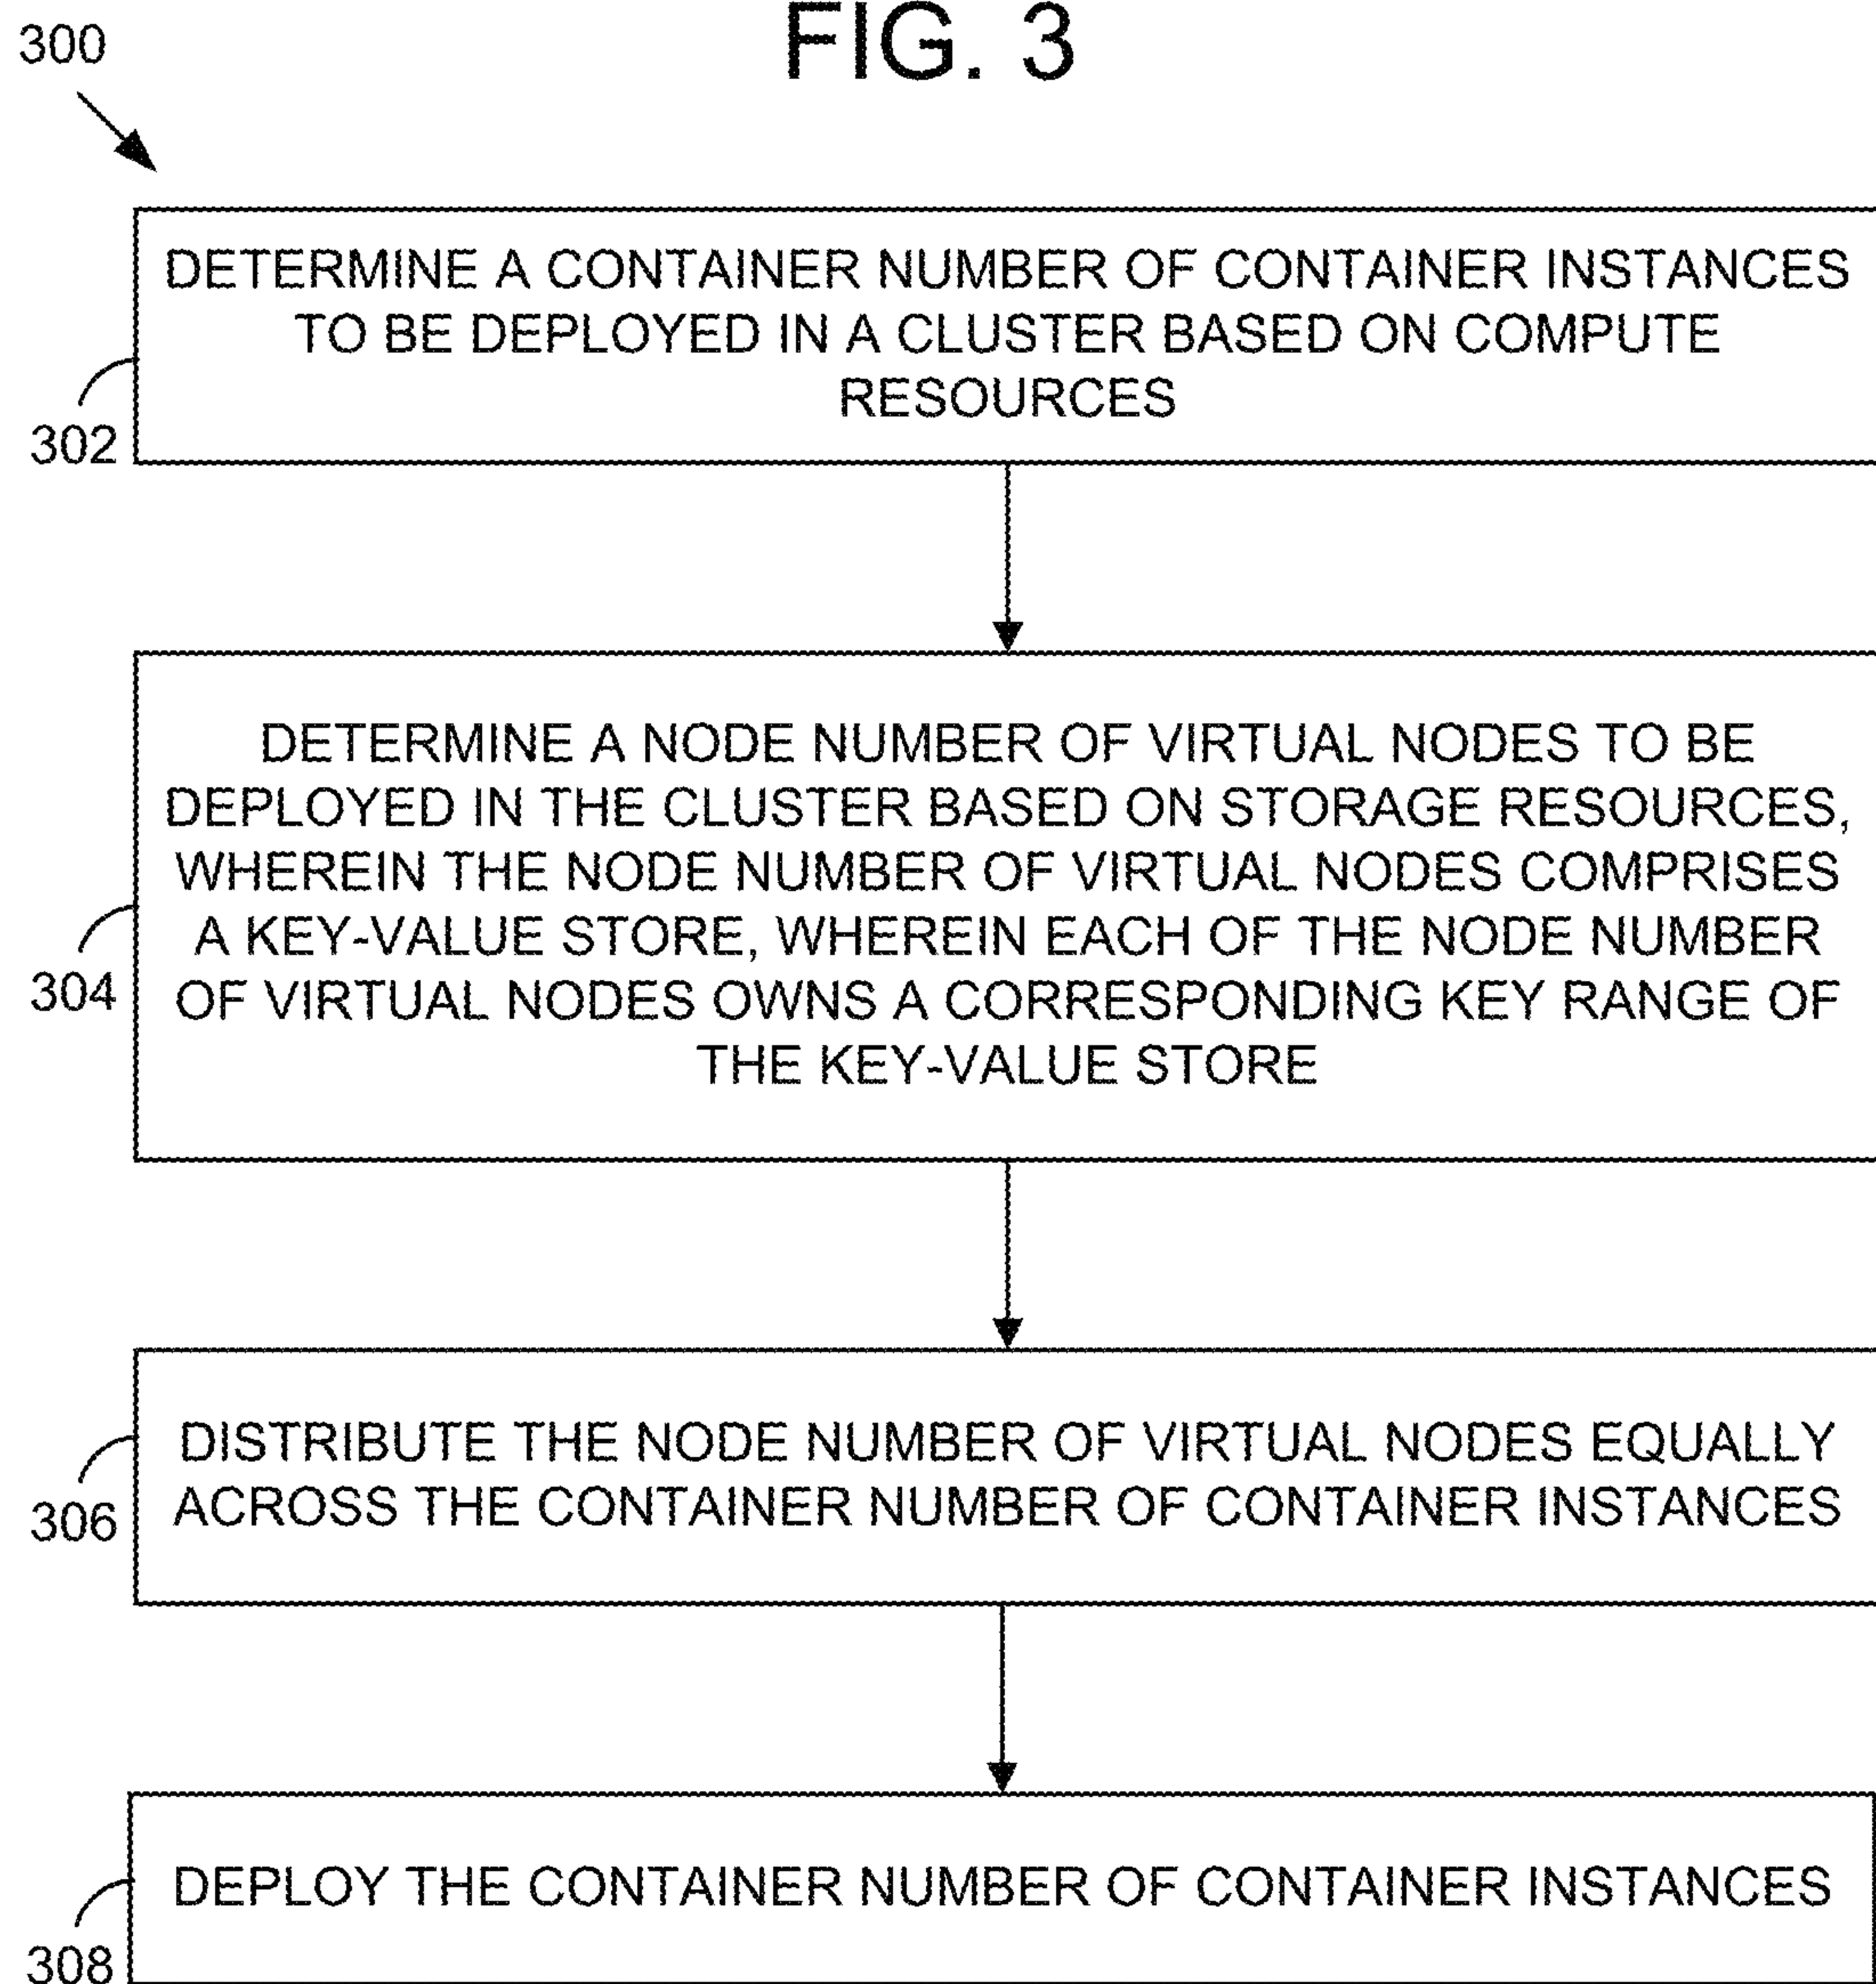 FIG. 3
300
DETERMINE A CONTAINER NUMBER OF CONTAINER INSTANCES
TO BE DEPLOYED IN A CLUSTER BASED ON COMPUTE
RESOURCES
302
DETERMINE A NODE NUMBER OF VIRTUAL NODES TO BE
DEPLOYED IN THE CLUSTER BASED ON STORAGE RESOURCES,
WHEREIN THE NODE NUMBER OF VIRTUAL NODES COMPRISES
A KEY-VALUE STORE, WHEREIN EACH OF THE NODE NUMBER
OF VIRTUAL NODES OWNS A CORRESPONDING KEY RANGE OF
THE KEY-VALUE STORE
304
DISTRIBUTE THE NODE NUMBER OF VIRTUAL NODES EQUALLY
ACROSS THE CONTAINER NUMBER OF CONTAINER INSTANCES
306
DEPLOY THE CONTAINER NUMBER OF CONTAINER INSTANCES
308